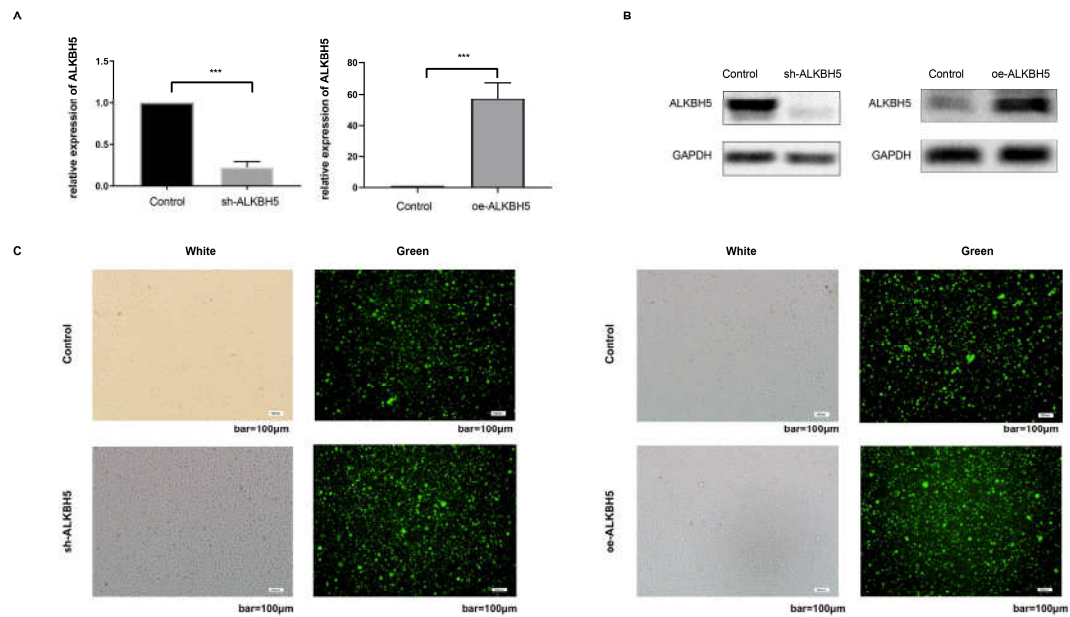 A
B
relative expression of ALKBH5
1.5
1.0
0.5
0.0
***
Control
sh-ALKBH5
relative expression of ALKBH5
80
60
40
20
0
***
Control
oe-ALKBH5
Control
sh-ALKBH5
ALKBH5
GAPDH
Control
oe-ALKBH5
ALKBH5
GAPDH
C
White
Green
White
Green
Control
bar=100μm
bar=100μm
Control
bar=100μm
bar=100μm
sh-ALKBH5
bar=100μm
bar=100μm
oe-ALKBH5
bar=100μm
bar=100μm